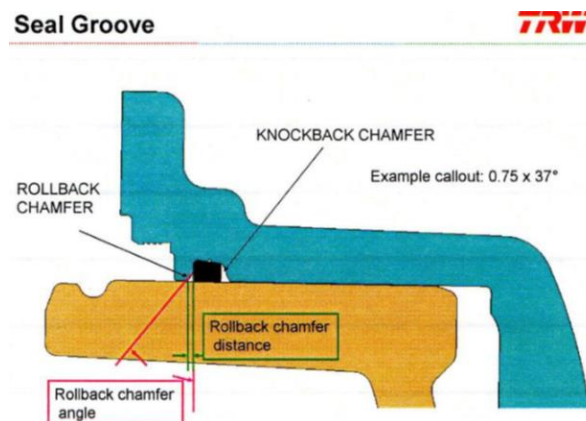 Seal Groove
TRW
KNOCKBACK CHAMFER
Example callout: 0.75 x 37°
ROLLBACK
CHAMFER
Rollback chamfer
distance
Rollback chamfer
angle